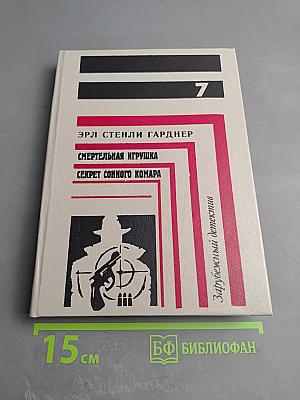 7
ЭРЛ СТЕНЛИ ГАРДНЕР
СМЕРТЕЛЬНАЯ ИГРУШКА
СЕКРЕТ СОННОГО КОМАРА
Зарубежный детектив
15 см
БФ БИБЛИОФАН